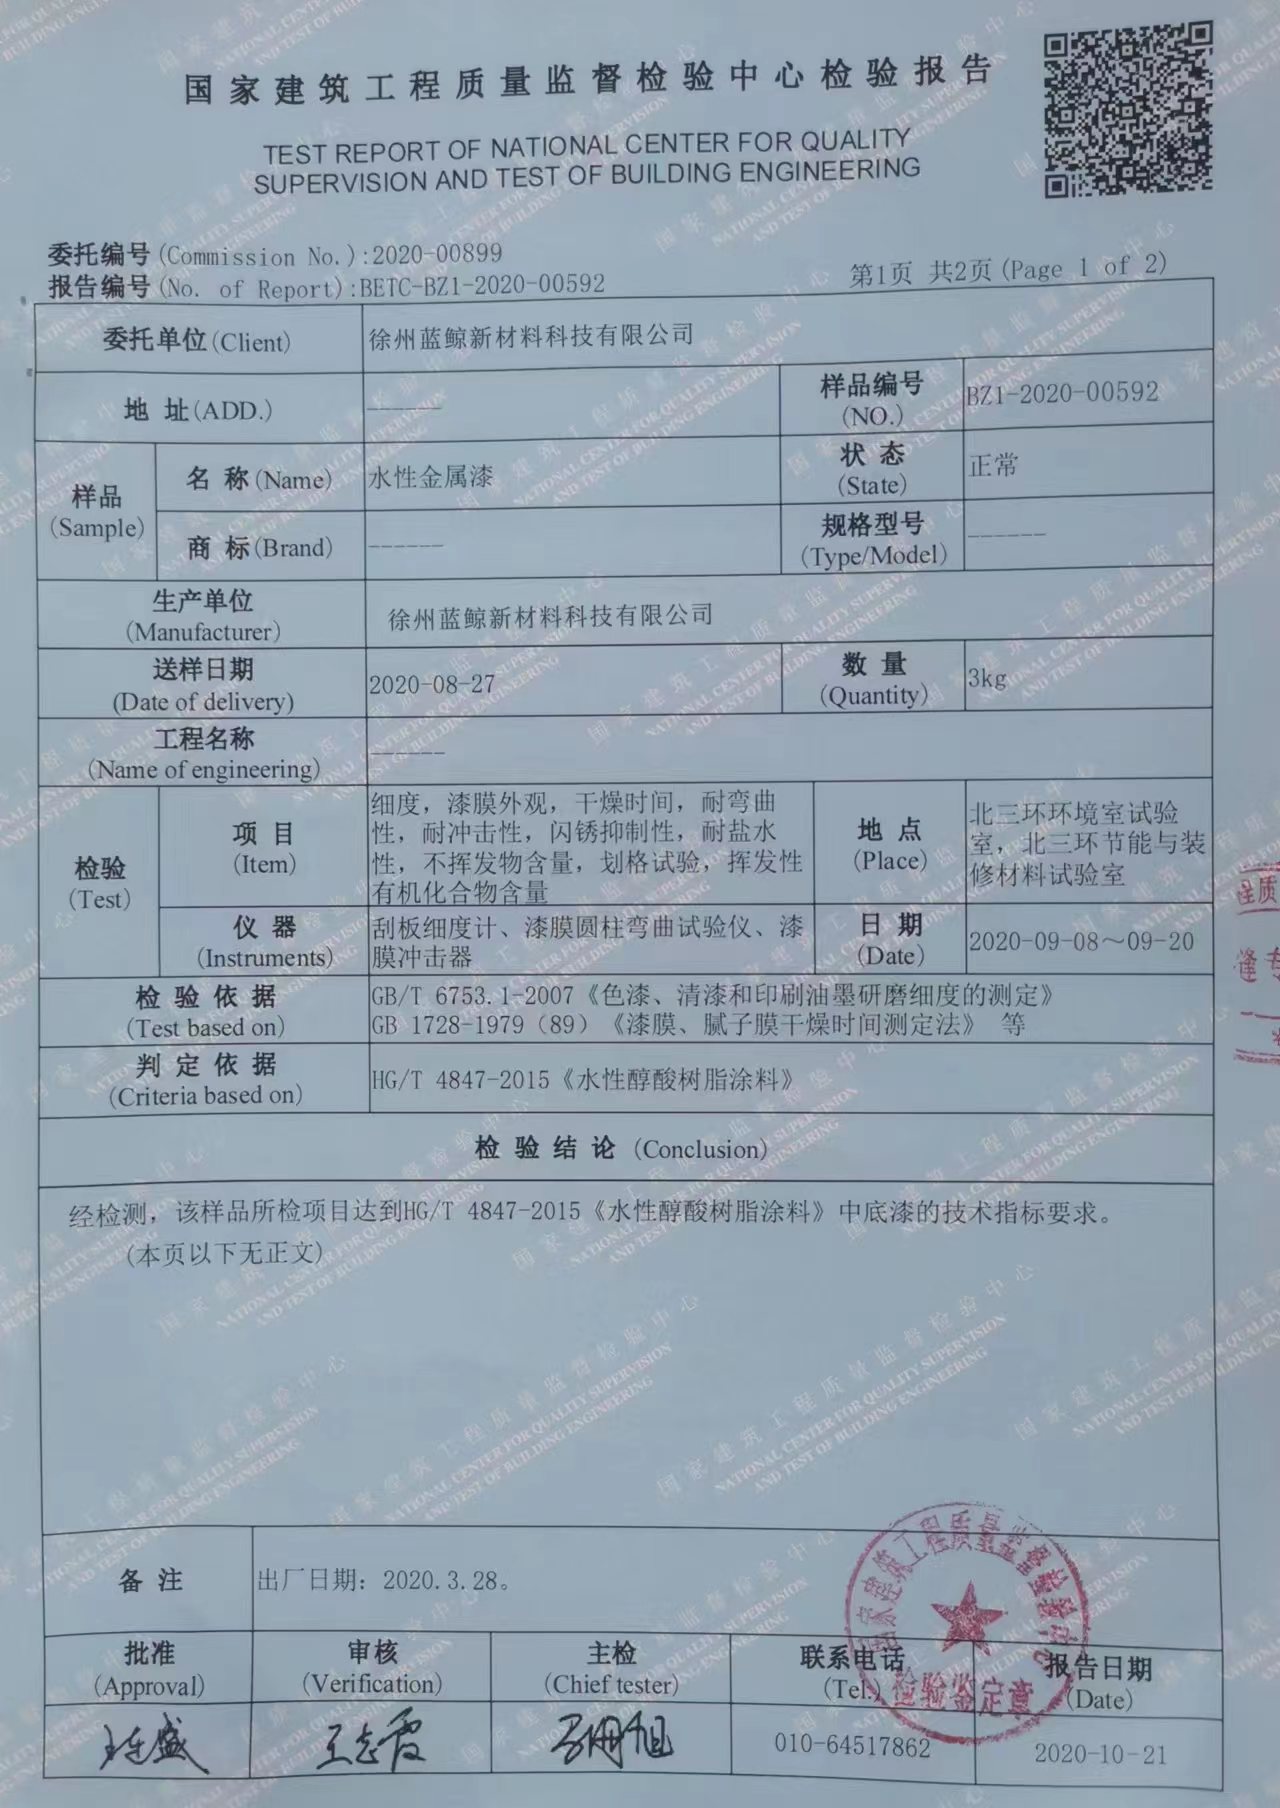 国家建筑工程质量监督检验中心检验报告
TEST REPORT OF NATIONAL CENTER FOR QUALITY
SUPERVISION AND TEST OF BUILDING ENGINEERING
委托编号(Commission No.):2020-00899
报告编号(No. of Report):BETC-BZ1-2020-00592
第1页 共2页(Page 1 of 2)
委托单位(Client)
徐州蓝鲸新材料科技有限公司
地 址(ADD.)
------
样品编号
(NO.)
BZ1-2020-00592
样品
(Sample)
名 称(Name)
水性金属漆
状 态
(State)
正常
商 标(Brand)
------
规格型号
(Type/Model)
------
生产单位
(Manufacturer)
徐州蓝鲸新材料科技有限公司
送样日期
(Date of delivery)
2020-08-27
数 量
(Quantity)
3kg
工程名称
(Name of engineering)
------
检验
(Test)
项 目
(Item)
细度，漆膜外观，干燥时间，耐弯曲
性，耐冲击性，闪锈抑制性，耐盐水
性，不挥发物含量，划格试验，挥发性
有机化合物含量
地 点
(Place)
北三环环境室试验
室，北三环节能与装
修材料试验室
仪 器
(Instruments)
刮板细度计、漆膜圆柱弯曲试验仪、漆
膜冲击器
日 期
(Date)
2020-09-08～09-20
检 验 依 据
(Test based on)
GB/T 6753.1-2007《色漆、清漆和印刷油墨研磨细度的测定》
GB 1728-1979（89）《漆膜、腻子膜干燥时间测定法》 等
判 定 依 据
(Criteria based on)
HG/T 4847-2015《水性醇酸树脂涂料》
检 验 结 论 (Conclusion)
经检测，该样品所检项目达到HG/T 4847-2015《水性醇酸树脂涂料》中底漆的技术指标要求。
(本页以下无正文)
备 注
出厂日期：2020.3.28。
批准
(Approval)
审核
(Verification)
主检
(Chief tester)
联系电话
(Tel.)
报告日期
(Date)
王志霞
010-64517862
2020-10-21
国家建筑工程质量监督检验中心
检验鉴定章